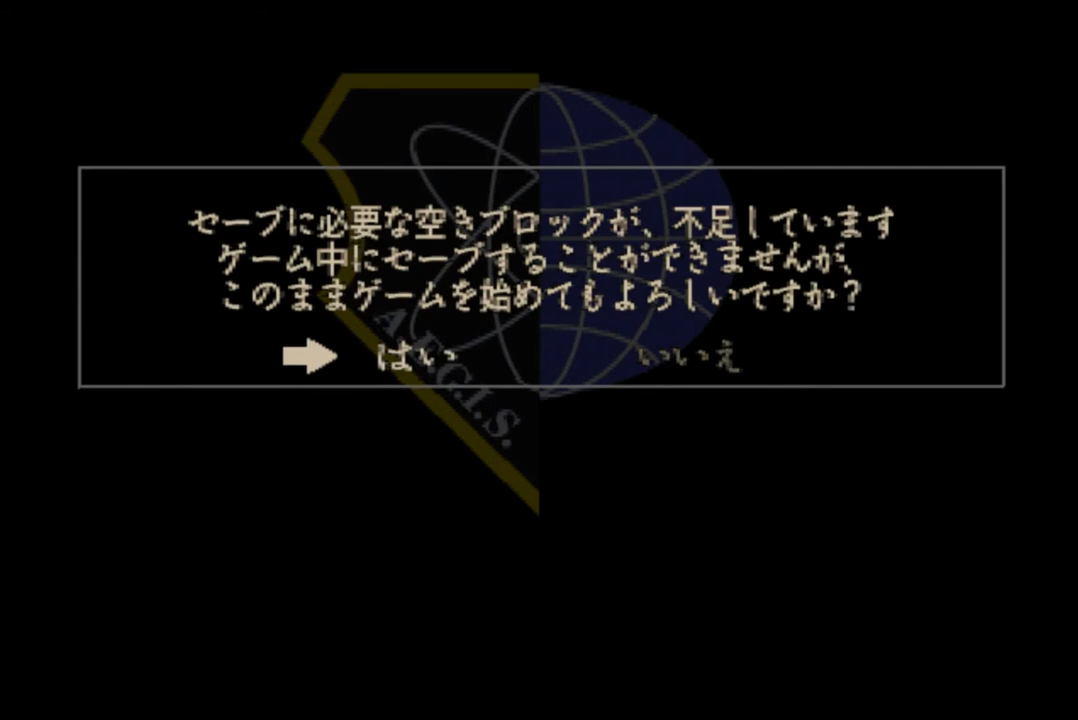 セーブに必要な空きブロックが、不足しています
ゲーム中にセーブすることができませんが、
このままゲームを始めてもよろしいですか？
はい いいえ
A.E.G.I.S.